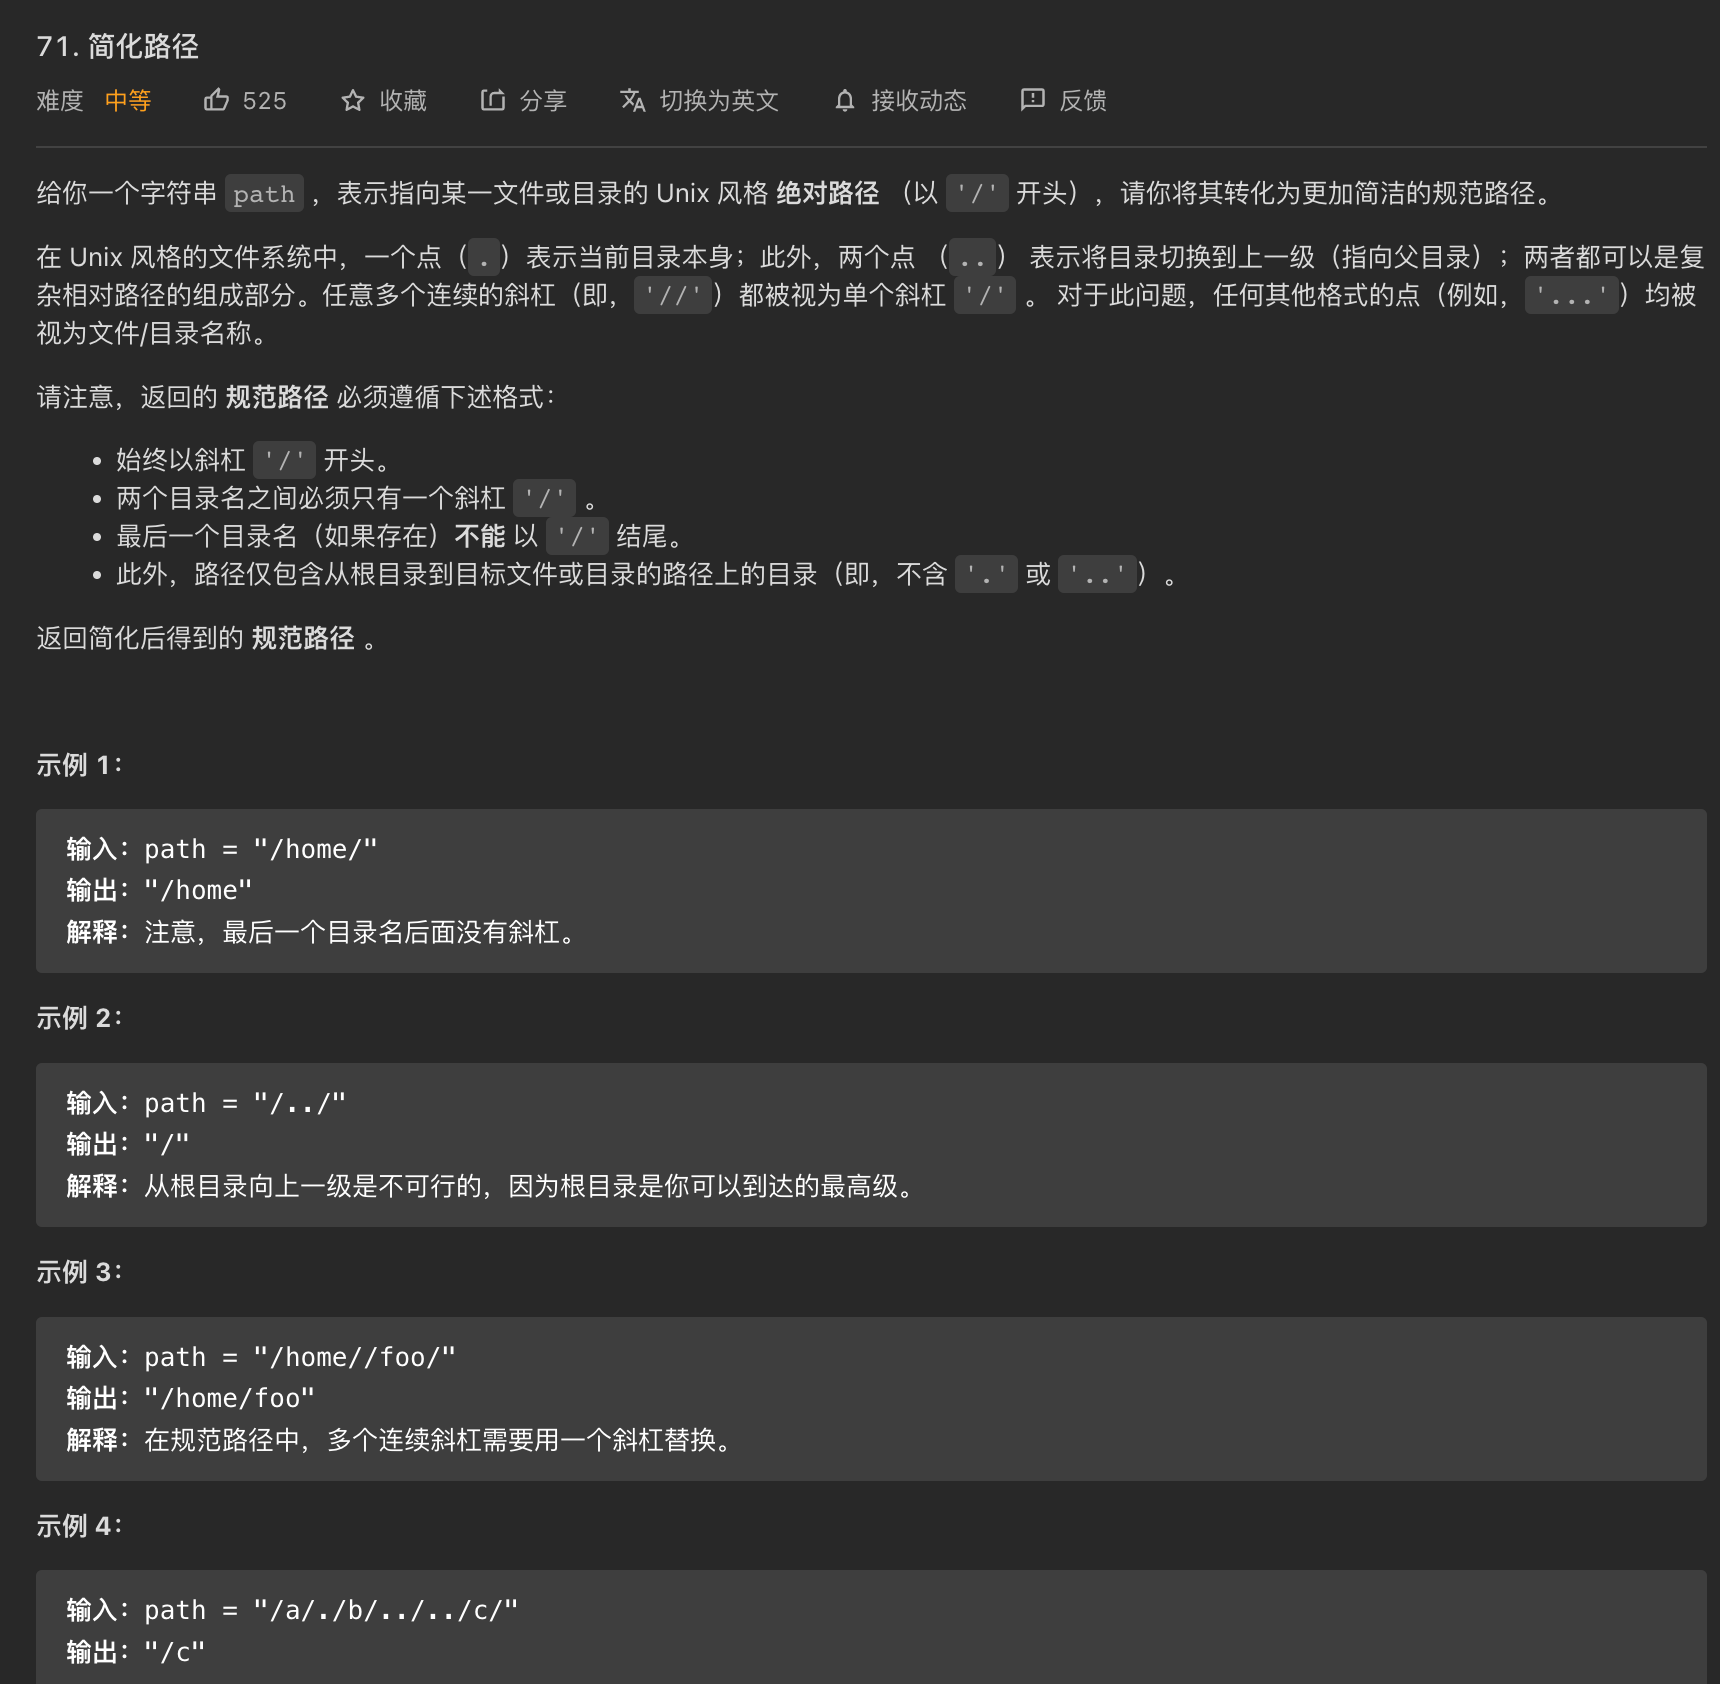 71. 简化路径
难度 中等 525 收藏 分享 切换为英文 接收动态 反馈
给你一个字符串 path ，表示指向某一文件或目录的 Unix 风格 绝对路径 （以 '/' 开头），请你将其转化为更加简洁的规范路径。
在 Unix 风格的文件系统中，一个点（.）表示当前目录本身；此外，两个点 （..） 表示将目录切换到上一级（指向父目录）；两者都可以是复
杂相对路径的组成部分。任意多个连续的斜杠（即，'//'）都被视为单个斜杠 '/' 。 对于此问题，任何其他格式的点（例如，'...'）均被
视为文件/目录名称。
请注意，返回的 规范路径 必须遵循下述格式：
• 始终以斜杠 '/' 开头。
• 两个目录名之间必须只有一个斜杠 '/' 。
• 最后一个目录名（如果存在）不能 以 '/' 结尾。
• 此外，路径仅包含从根目录到目标文件或目录的路径上的目录（即，不含 '.' 或 '..'）。
返回简化后得到的 规范路径 。
示例 1：
输入：path = "/home/"
输出："/home"
解释：注意，最后一个目录名后面没有斜杠。
示例 2：
输入：path = "/../"
输出："/"
解释：从根目录向上一级是不可行的，因为根目录是你可以到达的最高级。
示例 3：
输入：path = "/home//foo/"
输出："/home/foo"
解释：在规范路径中，多个连续斜杠需要用一个斜杠替换。
示例 4：
输入：path = "/a/./b/../../c/"
输出："/c"